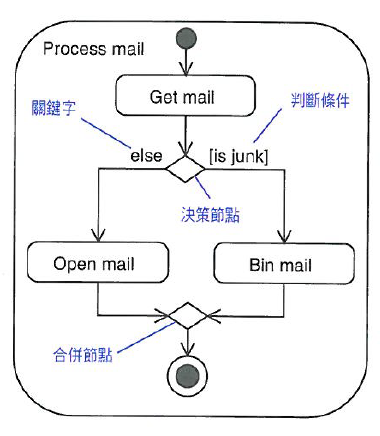 Process mail
Get mail
關鍵字
判斷條件
else
[is junk]
決策節點
Open mail
Bin mail
合併節點